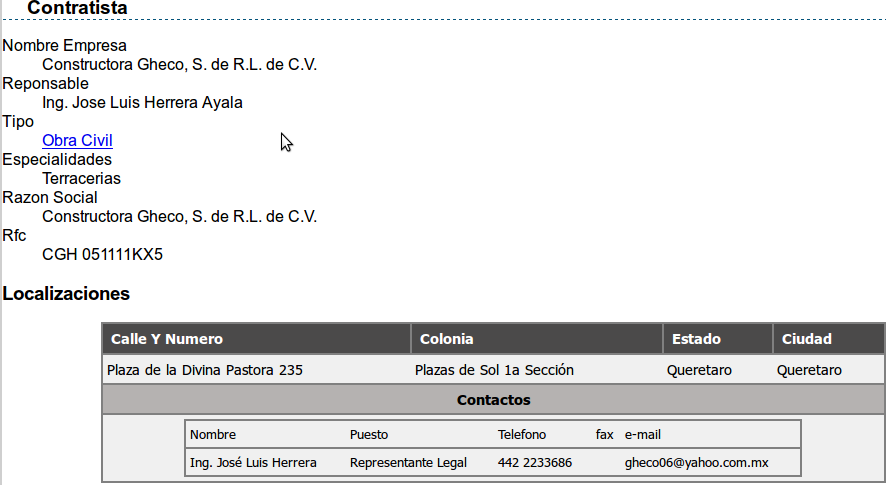 Contratista
Nombre Empresa
Constructora Gheco, S. de R.L. de C.V.
Reponsable
Ing. Jose Luis Herrera Ayala
Tipo
Obra Civil
Especialidades
Terracerias
Razon Social
Constructora Gheco, S. de R.L. de C.V.
Rfc
CGH 051111KX5
Localizaciones
Calle Y Numero Colonia Estado Ciudad
Plaza de la Divina Pastora 235 Plazas de Sol 1a Sección Queretaro Queretaro
Contactos
Nombre Puesto Telefono fax e-mail
Ing. José Luis Herrera Representante Legal 442 2233686 gheco06@yahoo.com.mx